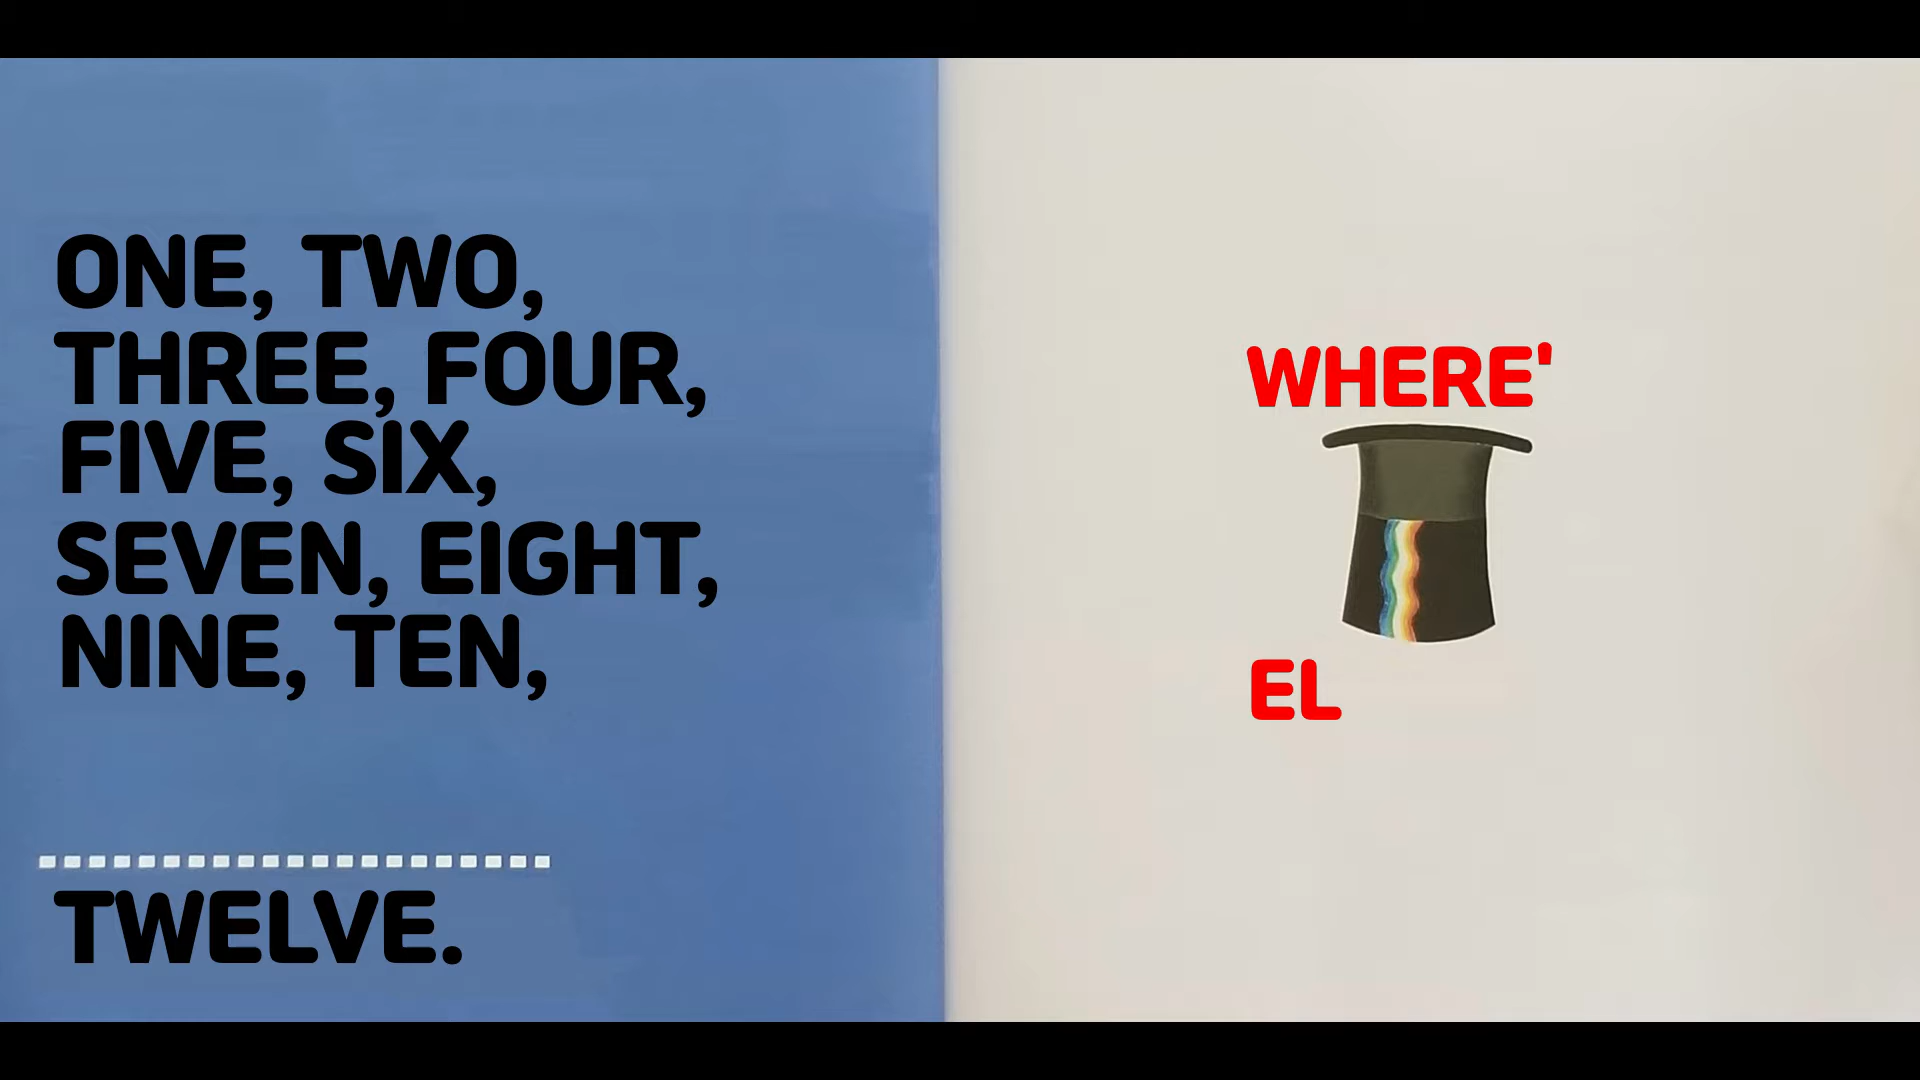 ONE, TWO,
THREE, FOUR,
FIVE, SIX,
SEVEN, EIGHT,
NINE, TEN,
TWELVE.
WHERE'
EL